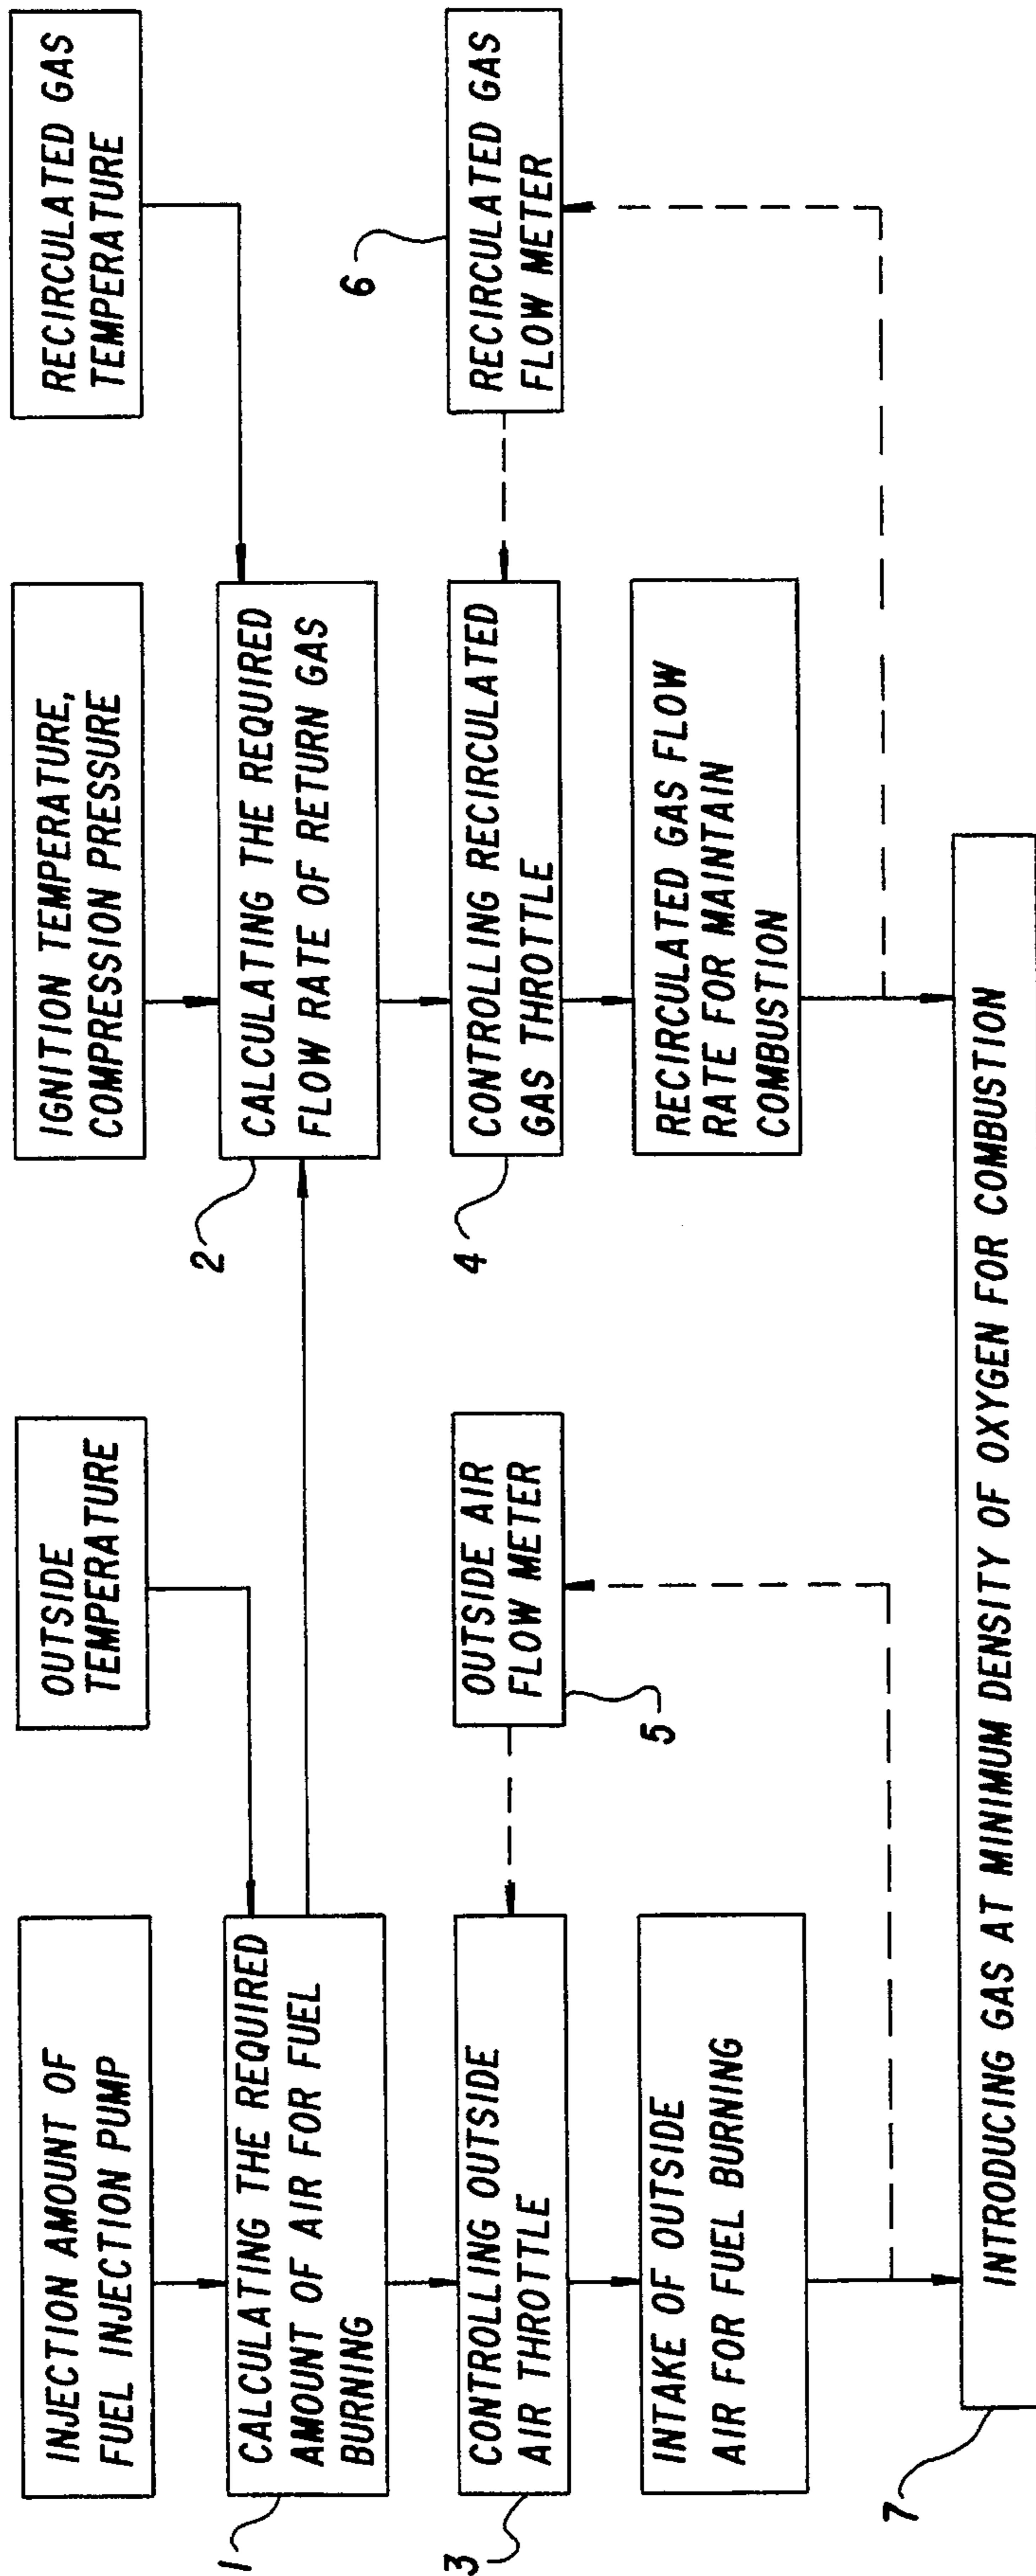 INJECTION AMOUNT OF
FUEL INJECTION PUMP
OUTSIDE
TEMPERATURE
IGNITION TEMPERATURE,
COMPRESSION PRESSURE
RECIRCULATED GAS
TEMPERATURE
1
CALCULATING THE REQUIRED
AMOUNT OF AIR FOR FUEL
BURNING
2
CALCULATING THE REQUIRED
FLOW RATE OF RETURN GAS
3
CONTROLLING OUTSIDE
AIR THROTTLE
OUTSIDE AIR
FLOW METER
5
4
CONTROLLING RECIRCULATED
GAS THROTTLE
6
RECIRCULATED GAS
FLOW METER
INTAKE OF OUTSIDE
AIR FOR FUEL BURNING
RECIRCULATED GAS FLOW
RATE FOR MAINTAIN
COMBUSTION
7
INTRODUCING GAS AT MINIMUM DENSITY OF OXYGEN FOR COMBUSTION